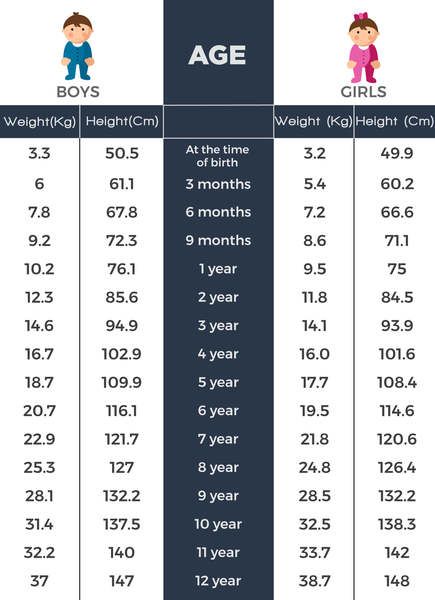 BOYS AGE GIRLS
Weight(Kg) Height(Cm) Weight (Kg) Height (Cm)
3.3 50.5 At the time of birth 3.2 49.9
6 61.1 3 months 5.4 60.2
7.8 67.8 6 months 7.2 66.6
9.2 72.3 9 months 8.6 71.1
10.2 76.1 1 year 9.5 75
12.3 85.6 2 year 11.8 84.5
14.6 94.9 3 year 14.1 93.9
16.7 102.9 4 year 16.0 101.6
18.7 109.9 5 year 17.7 108.4
20.7 116.1 6 year 19.5 114.6
22.9 121.7 7 year 21.8 120.6
25.3 127 8 year 24.8 126.4
28.1 132.2 9 year 28.5 132.2
31.4 137.5 10 year 32.5 138.3
32.2 140 11 year 33.7 142
37 147 12 year 38.7 148